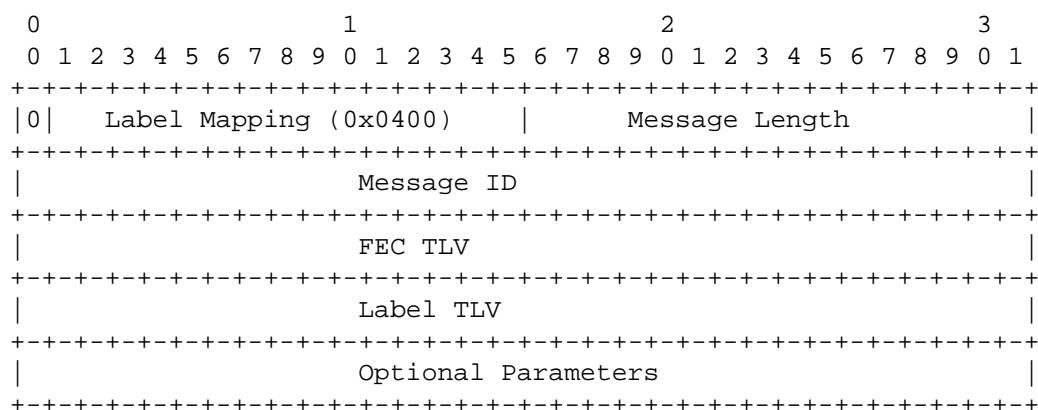 0                   1                   2                   3
 0 1 2 3 4 5 6 7 8 9 0 1 2 3 4 5 6 7 8 9 0 1 2 3 4 5 6 7 8 9 0 1
+-+-+-+-+-+-+-+-+-+-+-+-+-+-+-+-+-+-+-+-+-+-+-+-+-+-+-+-+-+-+-+-+
|0|   Label Mapping (0x0400)    |      Message Length           |
+-+-+-+-+-+-+-+-+-+-+-+-+-+-+-+-+-+-+-+-+-+-+-+-+-+-+-+-+-+-+-+-+
|                     Message ID                                |
+-+-+-+-+-+-+-+-+-+-+-+-+-+-+-+-+-+-+-+-+-+-+-+-+-+-+-+-+-+-+-+-+
|                     FEC TLV                                   |
+-+-+-+-+-+-+-+-+-+-+-+-+-+-+-+-+-+-+-+-+-+-+-+-+-+-+-+-+-+-+-+-+
|                     Label TLV                                 |
+-+-+-+-+-+-+-+-+-+-+-+-+-+-+-+-+-+-+-+-+-+-+-+-+-+-+-+-+-+-+-+-+
|                     Optional Parameters                       |
+-+-+-+-+-+-+-+-+-+-+-+-+-+-+-+-+-+-+-+-+-+-+-+-+-+-+-+-+-+-+-+-+